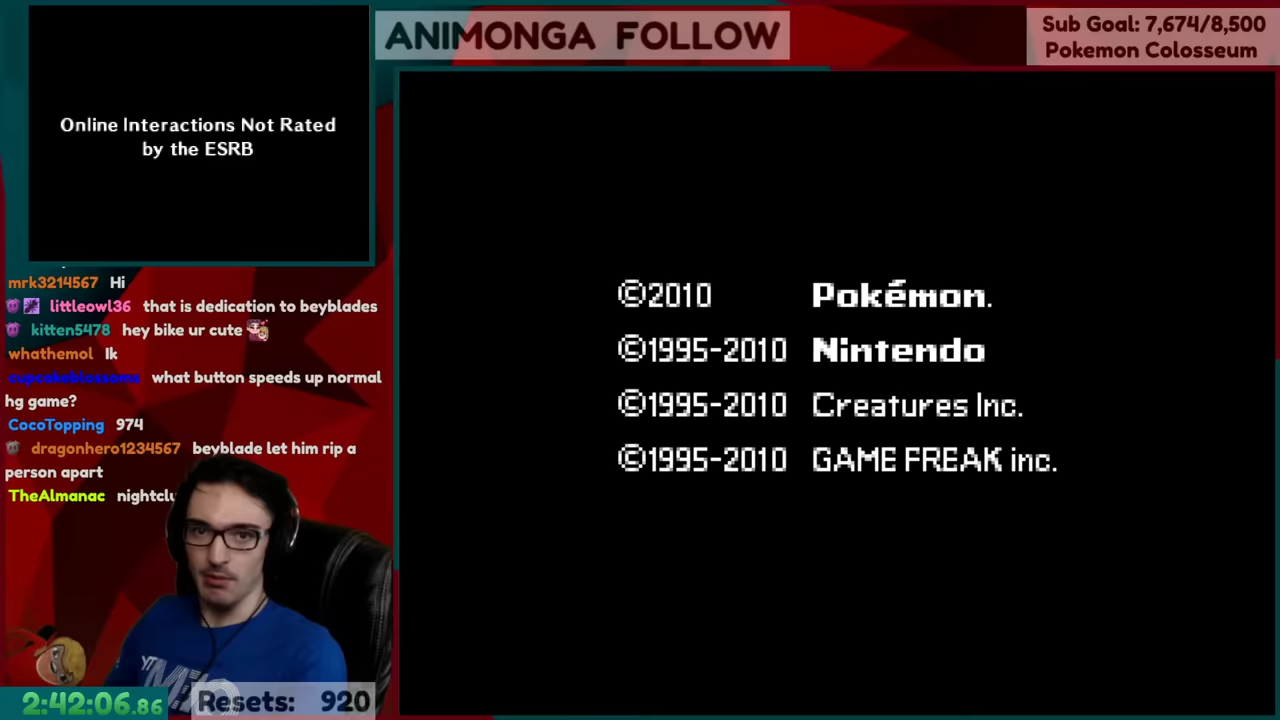 ANIMONGA FOLLOW
Sub Goal: 7,674/8,500
Pokemon Colosseum
Online Interactions Not Rated
by the ESRB
©2010 Pokémon.
©1995-2010 Nintendo
©1995-2010 Creatures Inc.
©1995-2010 GAME FREAK inc.
mrk3214567 Hi
littleowl36 that is dedication to beyblades
kitten5478 hey bike ur cute
whathemol Ik
cupcakeblossoms what button speeds up normal
hg game?
CocoTopping 974
dragonhero1234567 beyblade let him rip a
person apart
TheAlmanac
2:42:06.86
Resets: 920